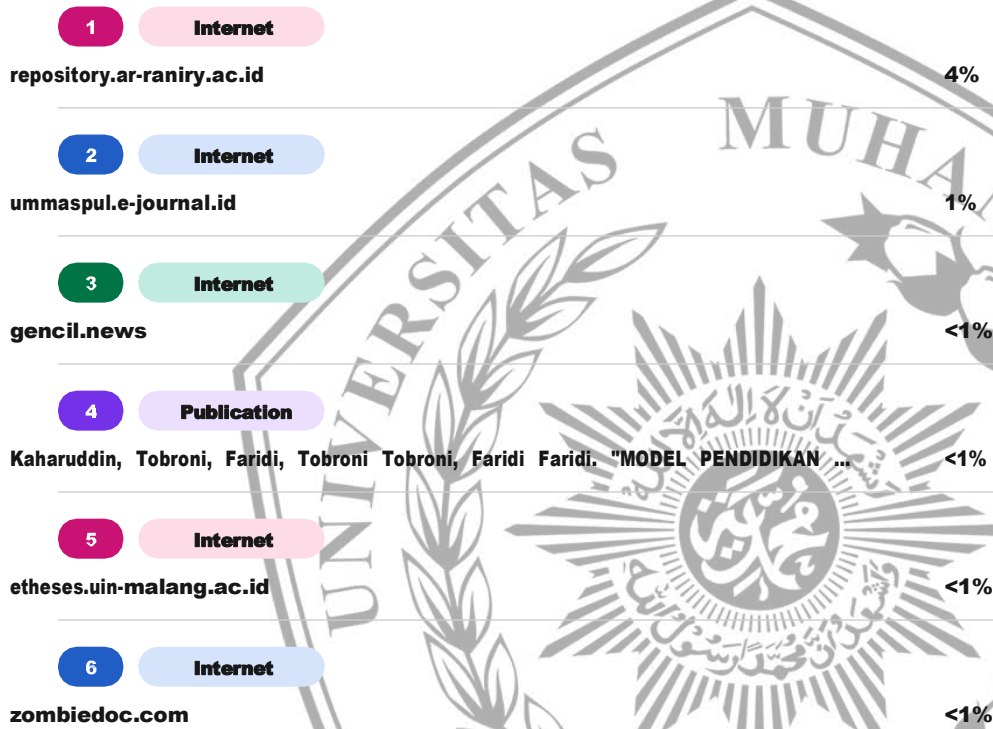 1 Internet
repository.ar-raniry.ac.id 4%
2 Internet
ummaspul.e-journal.id 1%
3 Internet
gencil.news <1%
4 Publication
Kaharuddin, Tobroni, Faridi, Tobroni Tobroni, Faridi Faridi. "MODEL PENDIDIKAN ... <1%
5 Internet
etheses.uin-malang.ac.id <1%
6 Internet
zombiedoc.com <1%
UNIVERSITAS MUHA